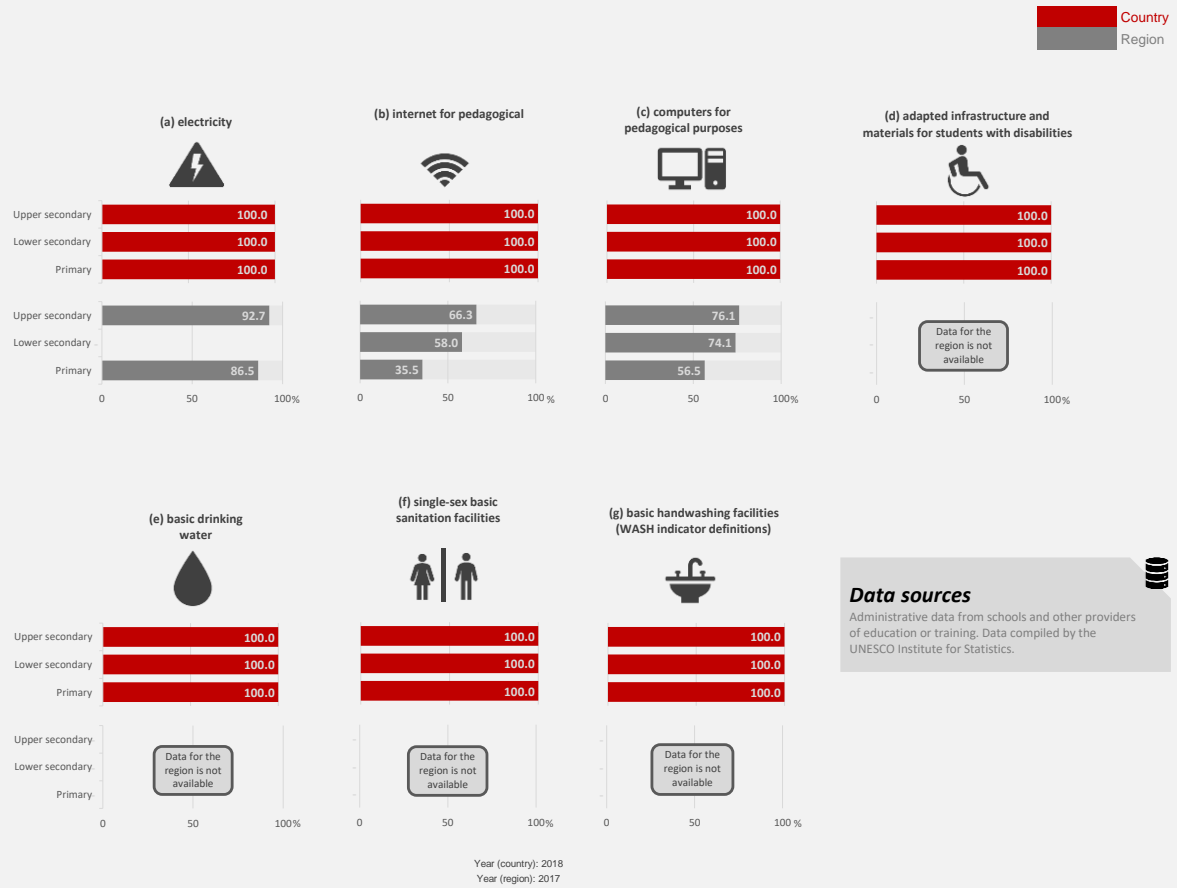 Country
Region
(a) electricity
(b) internet for pedagogical
(c) computers for
pedagogical purposes
(d) adapted infrastructure and
materials for students with disabilities
Upper secondary
100.0
100.0
100.0
100.0
Lower secondary
100.0
100.0
100.0
100.0
Primary
100.0
100.0
100.0
100.0
Upper secondary
92.7
66.3
76.1
Lower secondary
58.0
74.1
Primary
86.5
35.5
56.5
Data for the
region is not
available
0 50 100%
0 50 100 %
0 50 100%
0 50 100%
(e) basic drinking
water
(f) single-sex basic
sanitation facilities
(g) basic handwashing facilities
(WASH indicator definitions)
Upper secondary
100.0
100.0
100.0
Lower secondary
100.0
100.0
100.0
Primary
100.0
100.0
100.0
Data sources
Administrative data from schools and other providers
of education or training. Data compiled by the
UNESCO Institute for Statistics.
Upper secondary
Lower secondary
Primary
Data for the
region is not
available
Data for the
region is not
available
Data for the
region is not
available
0 50 100%
0 50 100%
0 50 100 %
Year (country): 2018
Year (region): 2017